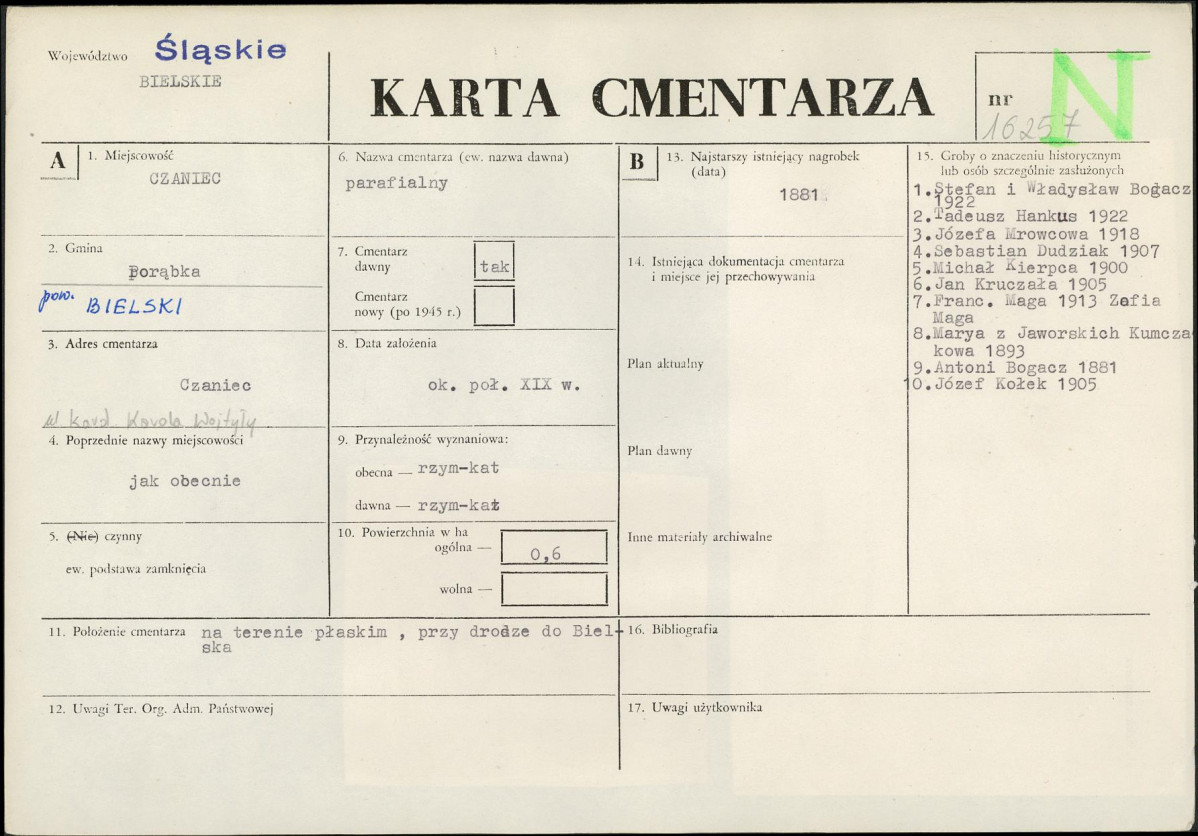 Województwo Śląskie
BIELSKIE
KARTA CMENTARZA
N
nr
16257
A
1. Miejscowość
CZANIEC
2. Gmina
Porąbka
pow. BIELSKI
3. Adres cmentarza
Czaniec
ul. kard. Karola Wojtyły
4. Poprzednie nazwy miejscowości
jak obecnie
5. (Nie) czynny
ew. podstawa zamknięcia
6. Nazwa cmentarza (ew. nazwa dawna)
parafialny
7. Cmentarz
dawny
tak
Cmentarz
nowy (po 1945 r.)
8. Data założenia
ok. poł. XIX w.
9. Przynależność wyznaniowa:
obecna — rzym-kat
dawna — rzym-kat
10. Powierzchnia w ha
ogólna —
0,6
wolna —
11. Położenie cmentarza na terenie płaskim , przy drodze do Biel-
ska
12. Uwagi Ter. Org. Adm. Państwowej
B
13. Najstarszy istniejący nagrobek
(data)
1881
14. Istniejąca dokumentacja cmentarza
i miejsce jej przechowywania
Plan aktualny
Plan dawny
Inne materiały archiwalne
15. Groby o znaczeniu historycznym
lub osób szczególnie zasłużonych
1.Stefan i Władysław Bogacz
1922
2.Tadeusz Hankus 1922
3.Józefa Mrowcowa 1918
4.Sebastian Dudziak 1907
5.Michał Kierpca 1900
6.Jan Kruczała 1905
7.Franc. Maga 1913 Zofia
Maga
8.Marya z Jaworskich Kumcza
kowa 1893
9.Antoni Bogacz 1881
10.Józef Kołek 1905
16. Bibliografia
17. Uwagi użytkownika